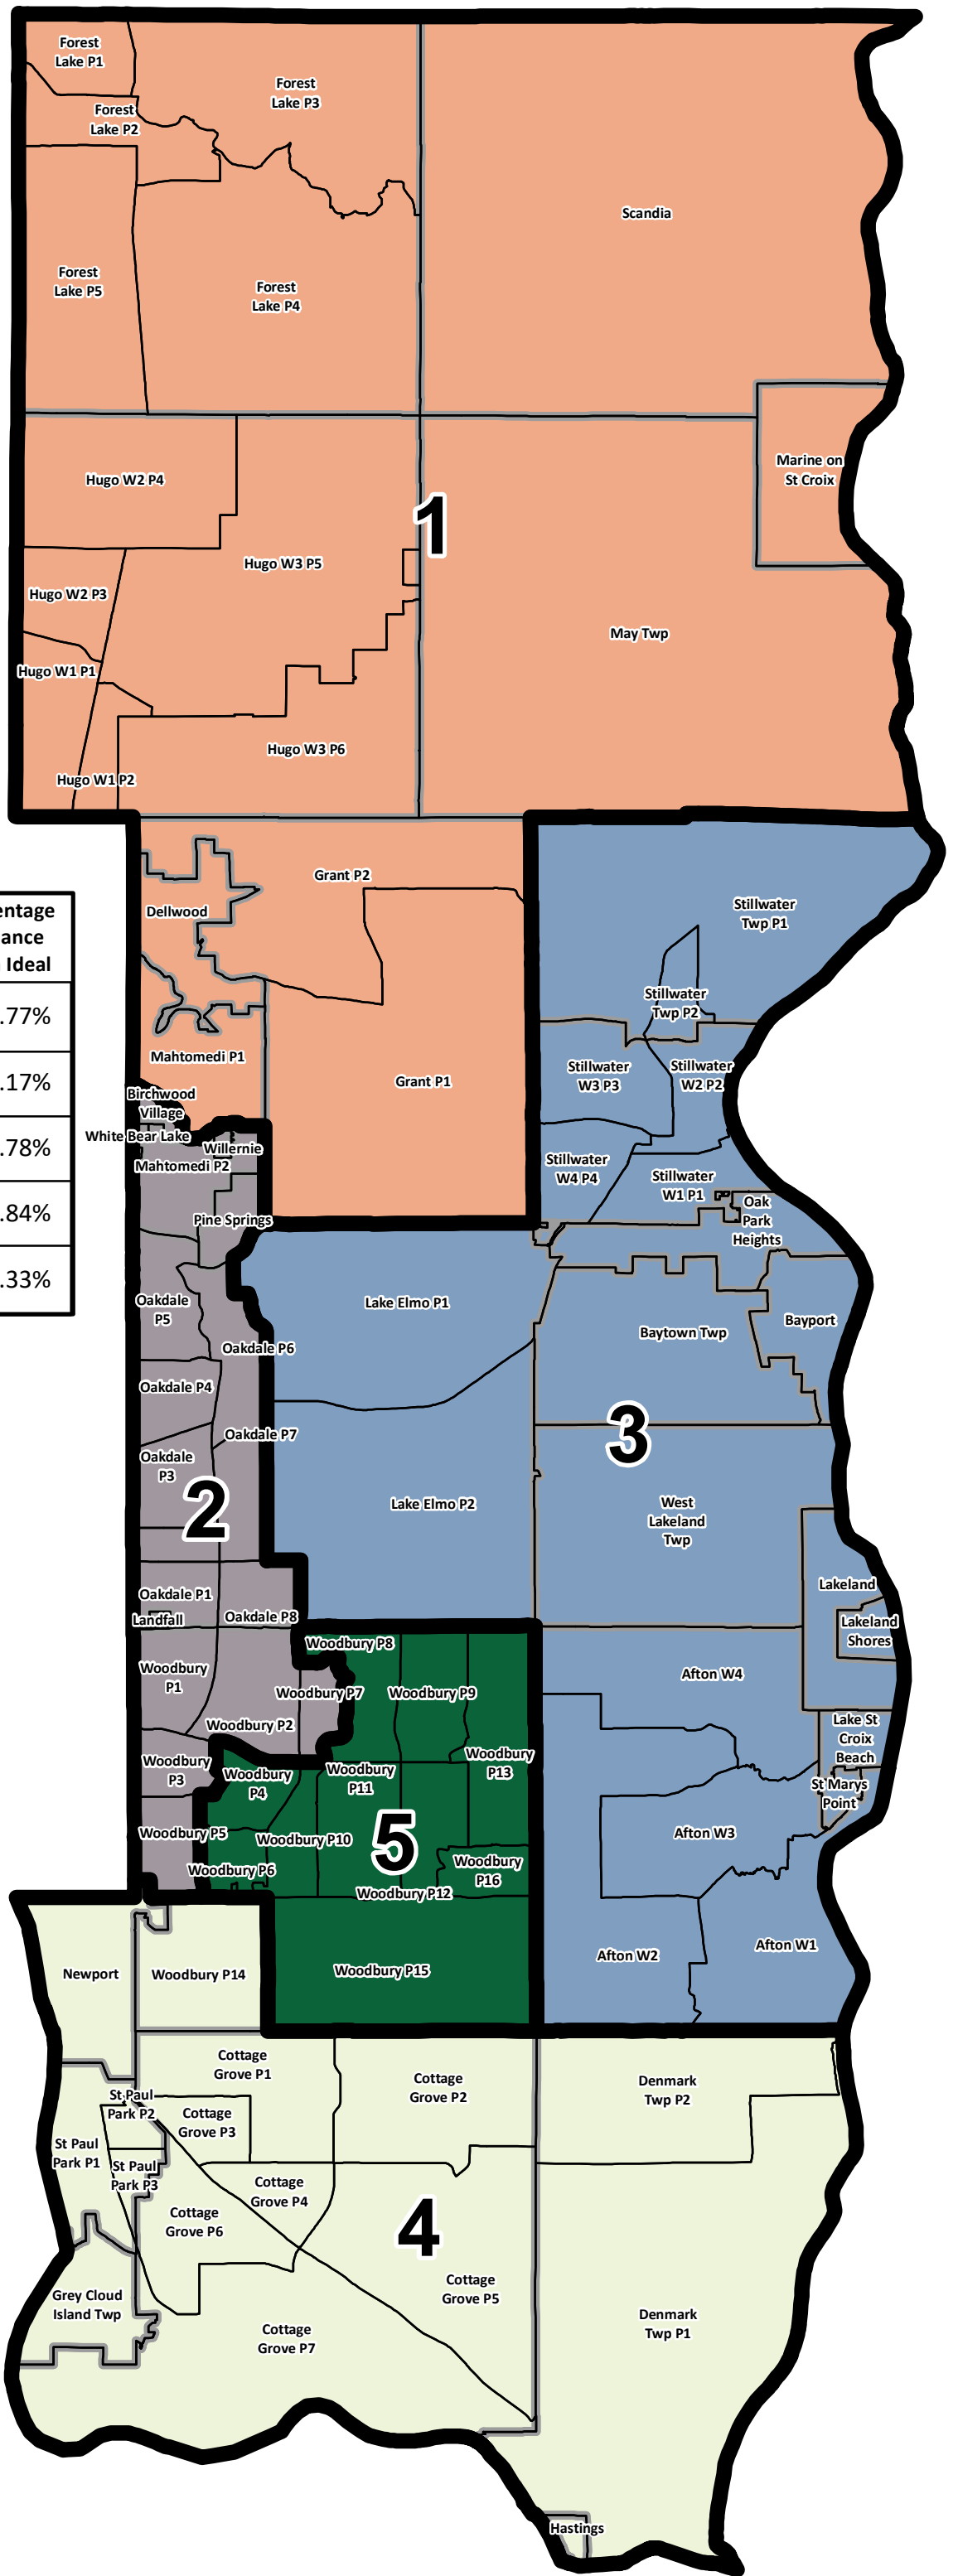 Forest
Lake P1
Forest
Lake P3
Forest
Lake P2
Scandia
Forest
Lake P5
Forest
Lake P4
Marine on
St Croix
Hugo W2 P4
1
Hugo W3 P5
Hugo W2 P3
May Twp
Hugo W1 P1
Hugo W3 P6
Hugo W1 P2
Grant P2
Dellwood
Stillwater
Twp P1
entage
ance
Ideal
.77%
.17%
.78%
.84%
.33%
Stillwater
Twp P2
Mahtomedi P1
Grant P1
Stillwater
W3 P3
Stillwater
W2 P2
Birchwood
Village
White Bear Lake
Willernie
Mahtomedi P2
Stillwater
W4 P4
Stillwater
W1 P1
Pine Springs
Oak
Park
Heights
Lake Elmo P1
Oakdale
P5
Baytown Twp
Bayport
Oakdale P6
Oakdale P4
Oakdale P7
3
Oakdale
P3
2
Lake Elmo P2
West
Lakeland
Twp
Oakdale P1
Lakeland
Landfall
Oakdale P8
Lakeland
Shores
Woodbury P8
Woodbury
P1
Woodbury P7
Woodbury P9
Afton W4
Woodbury P2
Lake St
Croix
Beach
Woodbury
P3
Woodbury
P4
Woodbury
P11
Woodbury
P13
St Marys
Point
Woodbury P5
Woodbury P10
5
Afton W3
Woodbury P6
Woodbury
P16
Woodbury P12
Afton W2
Afton W1
Newport
Woodbury P14
Woodbury P15
Cottage
Grove P1
Cottage
Grove P2
Denmark
Twp P2
St Paul
Park P2
Cottage
Grove P3
St Paul
Park P1
St Paul
Park P3
Cottage
Grove P4
Cottage
Grove P6
4
Cottage
Grove P5
Grey Cloud
Island Twp
Cottage
Grove P7
Denmark
Twp P1
Hastings